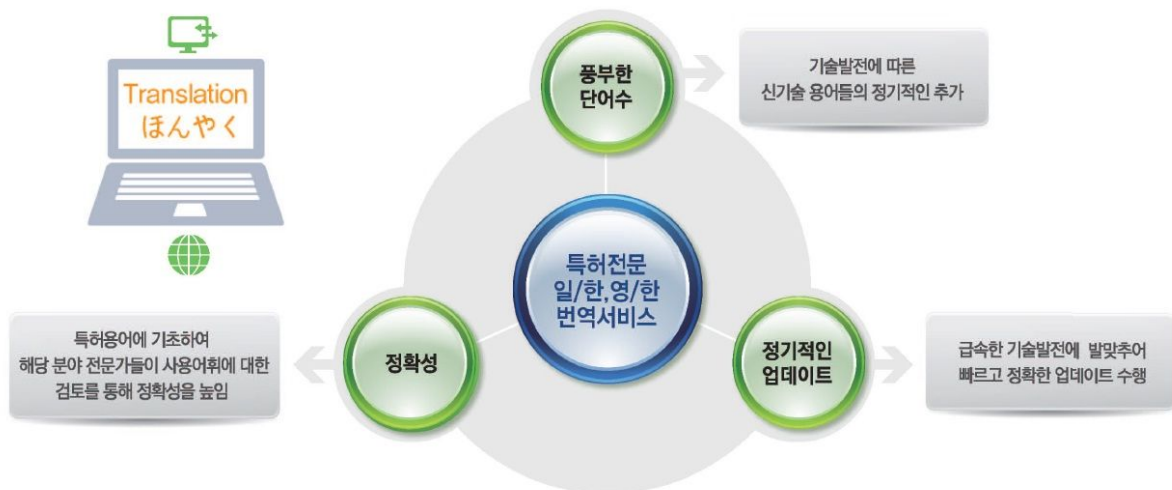 Translation
ほんやく
풍부한
단어수
기술발전에 따른
신기술 용어들의 정기적인 추가
특허전문
일/한,영/한
번역서비스
특허용어에 기초하여
해당 분야 전문가들이 사용어휘에 대한
검토를 통해 정확성을 높임
정확성
정기적인
업데이트
급속한 기술발전에 발맞추어
빠르고 정확한 업데이트 수행